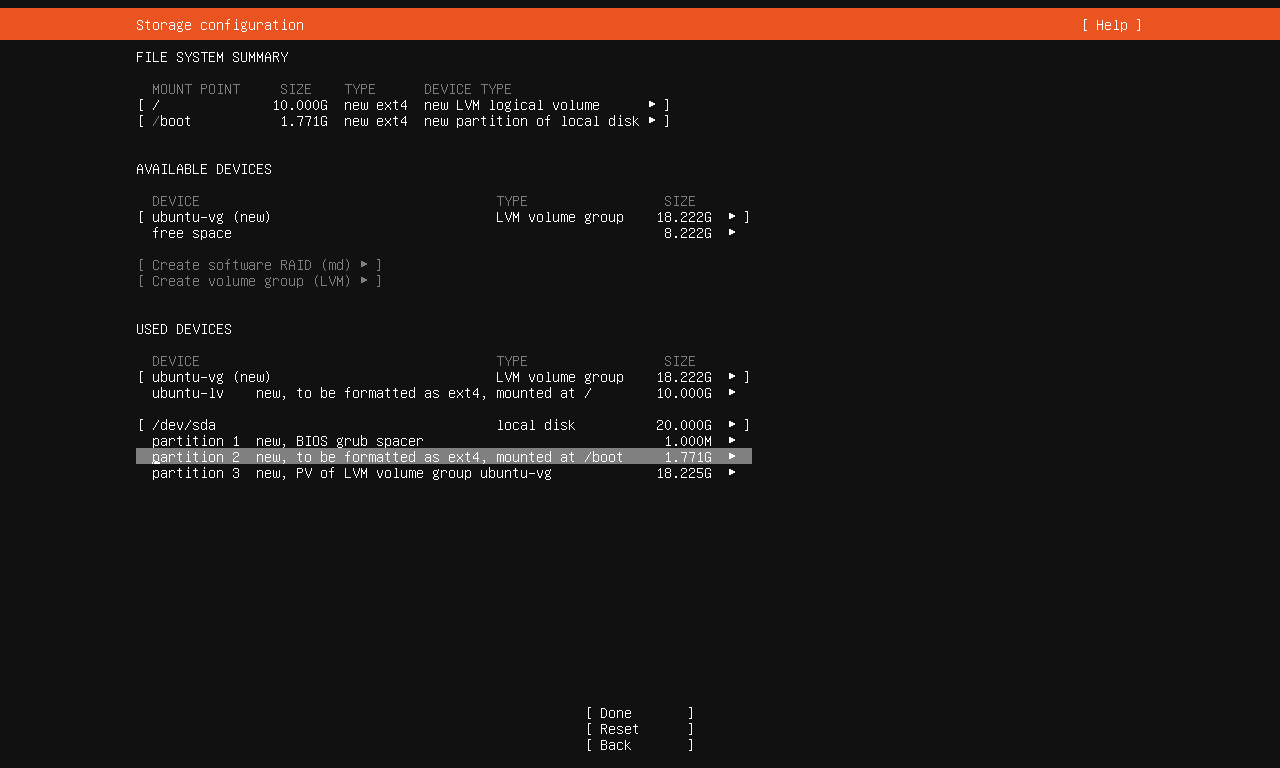 Storage configuration [ Help ]
FILE SYSTEM SUMMARY
MOUNT POINT SIZE TYPE DEVICE TYPE
[ / 10.000G new ext4 new LVM logical volume ▸ ]
[ /boot 1.771G new ext4 new partition of local disk ▸ ]
AVAILABLE DEVICES
DEVICE TYPE SIZE
[ ubuntu-vg (new) LVM volume group 18.222G ▸ ]
free space 8.222G ▸
[ Create software RAID (md) ▸ ]
[ Create volume group (LVM) ▸ ]
USED DEVICES
DEVICE TYPE SIZE
[ ubuntu-vg (new) LVM volume group 18.222G ▸ ]
ubuntu-lv new, to be formatted as ext4, mounted at / 10.000G ▸
[ /dev/sda local disk 20.000G ▸ ]
partition 1 new, BIOS grub spacer 1.000M ▸
partition 2 new, to be formatted as ext4, mounted at /boot 1.771G ▸
partition 3 new, PV of LVM volume group ubuntu-vg 18.225G ▸
[ Done ]
[ Reset ]
[ Back ]